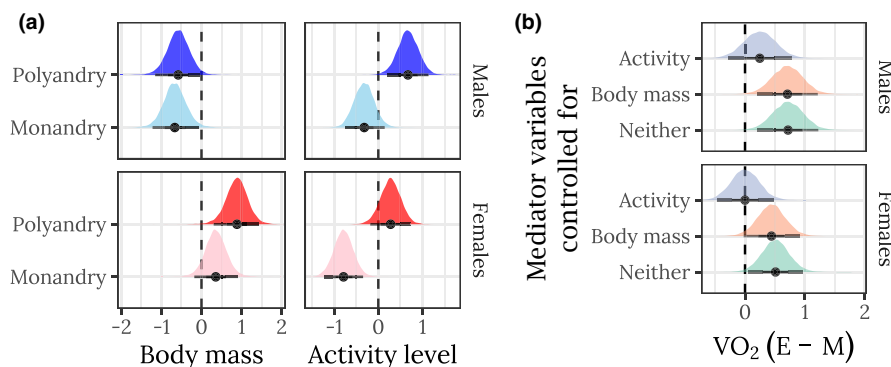 (a)
Polyandry
Monandry
Males
Polyandry
Monandry
Females
-2 -1 0 1 2
-1 0 1
Body mass
Activity level
(b)
Mediator variables
controlled for
Activity
Body mass
Neither
Males
Activity
Body mass
Neither
Females
0 1 2
VO₂ (E − M)